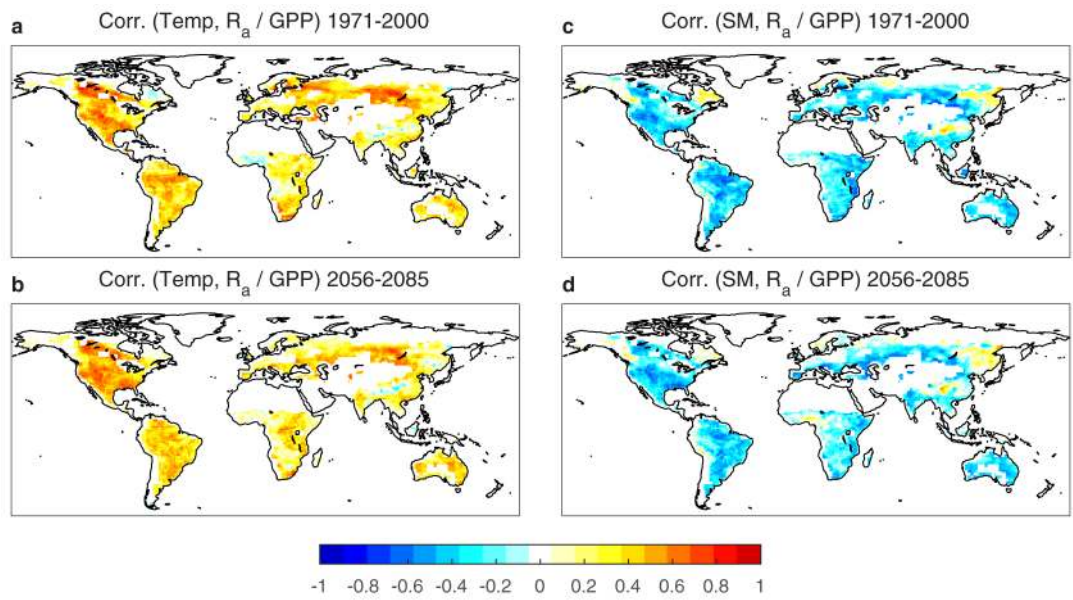 a Corr. (Temp, Ra / GPP) 1971-2000
c Corr. (SM, Ra / GPP) 1971-2000
b Corr. (Temp, Ra / GPP) 2056-2085
d Corr. (SM, Ra / GPP) 2056-2085
-1 -0.8 -0.6 -0.4 -0.2 0 0.2 0.4 0.6 0.8 1